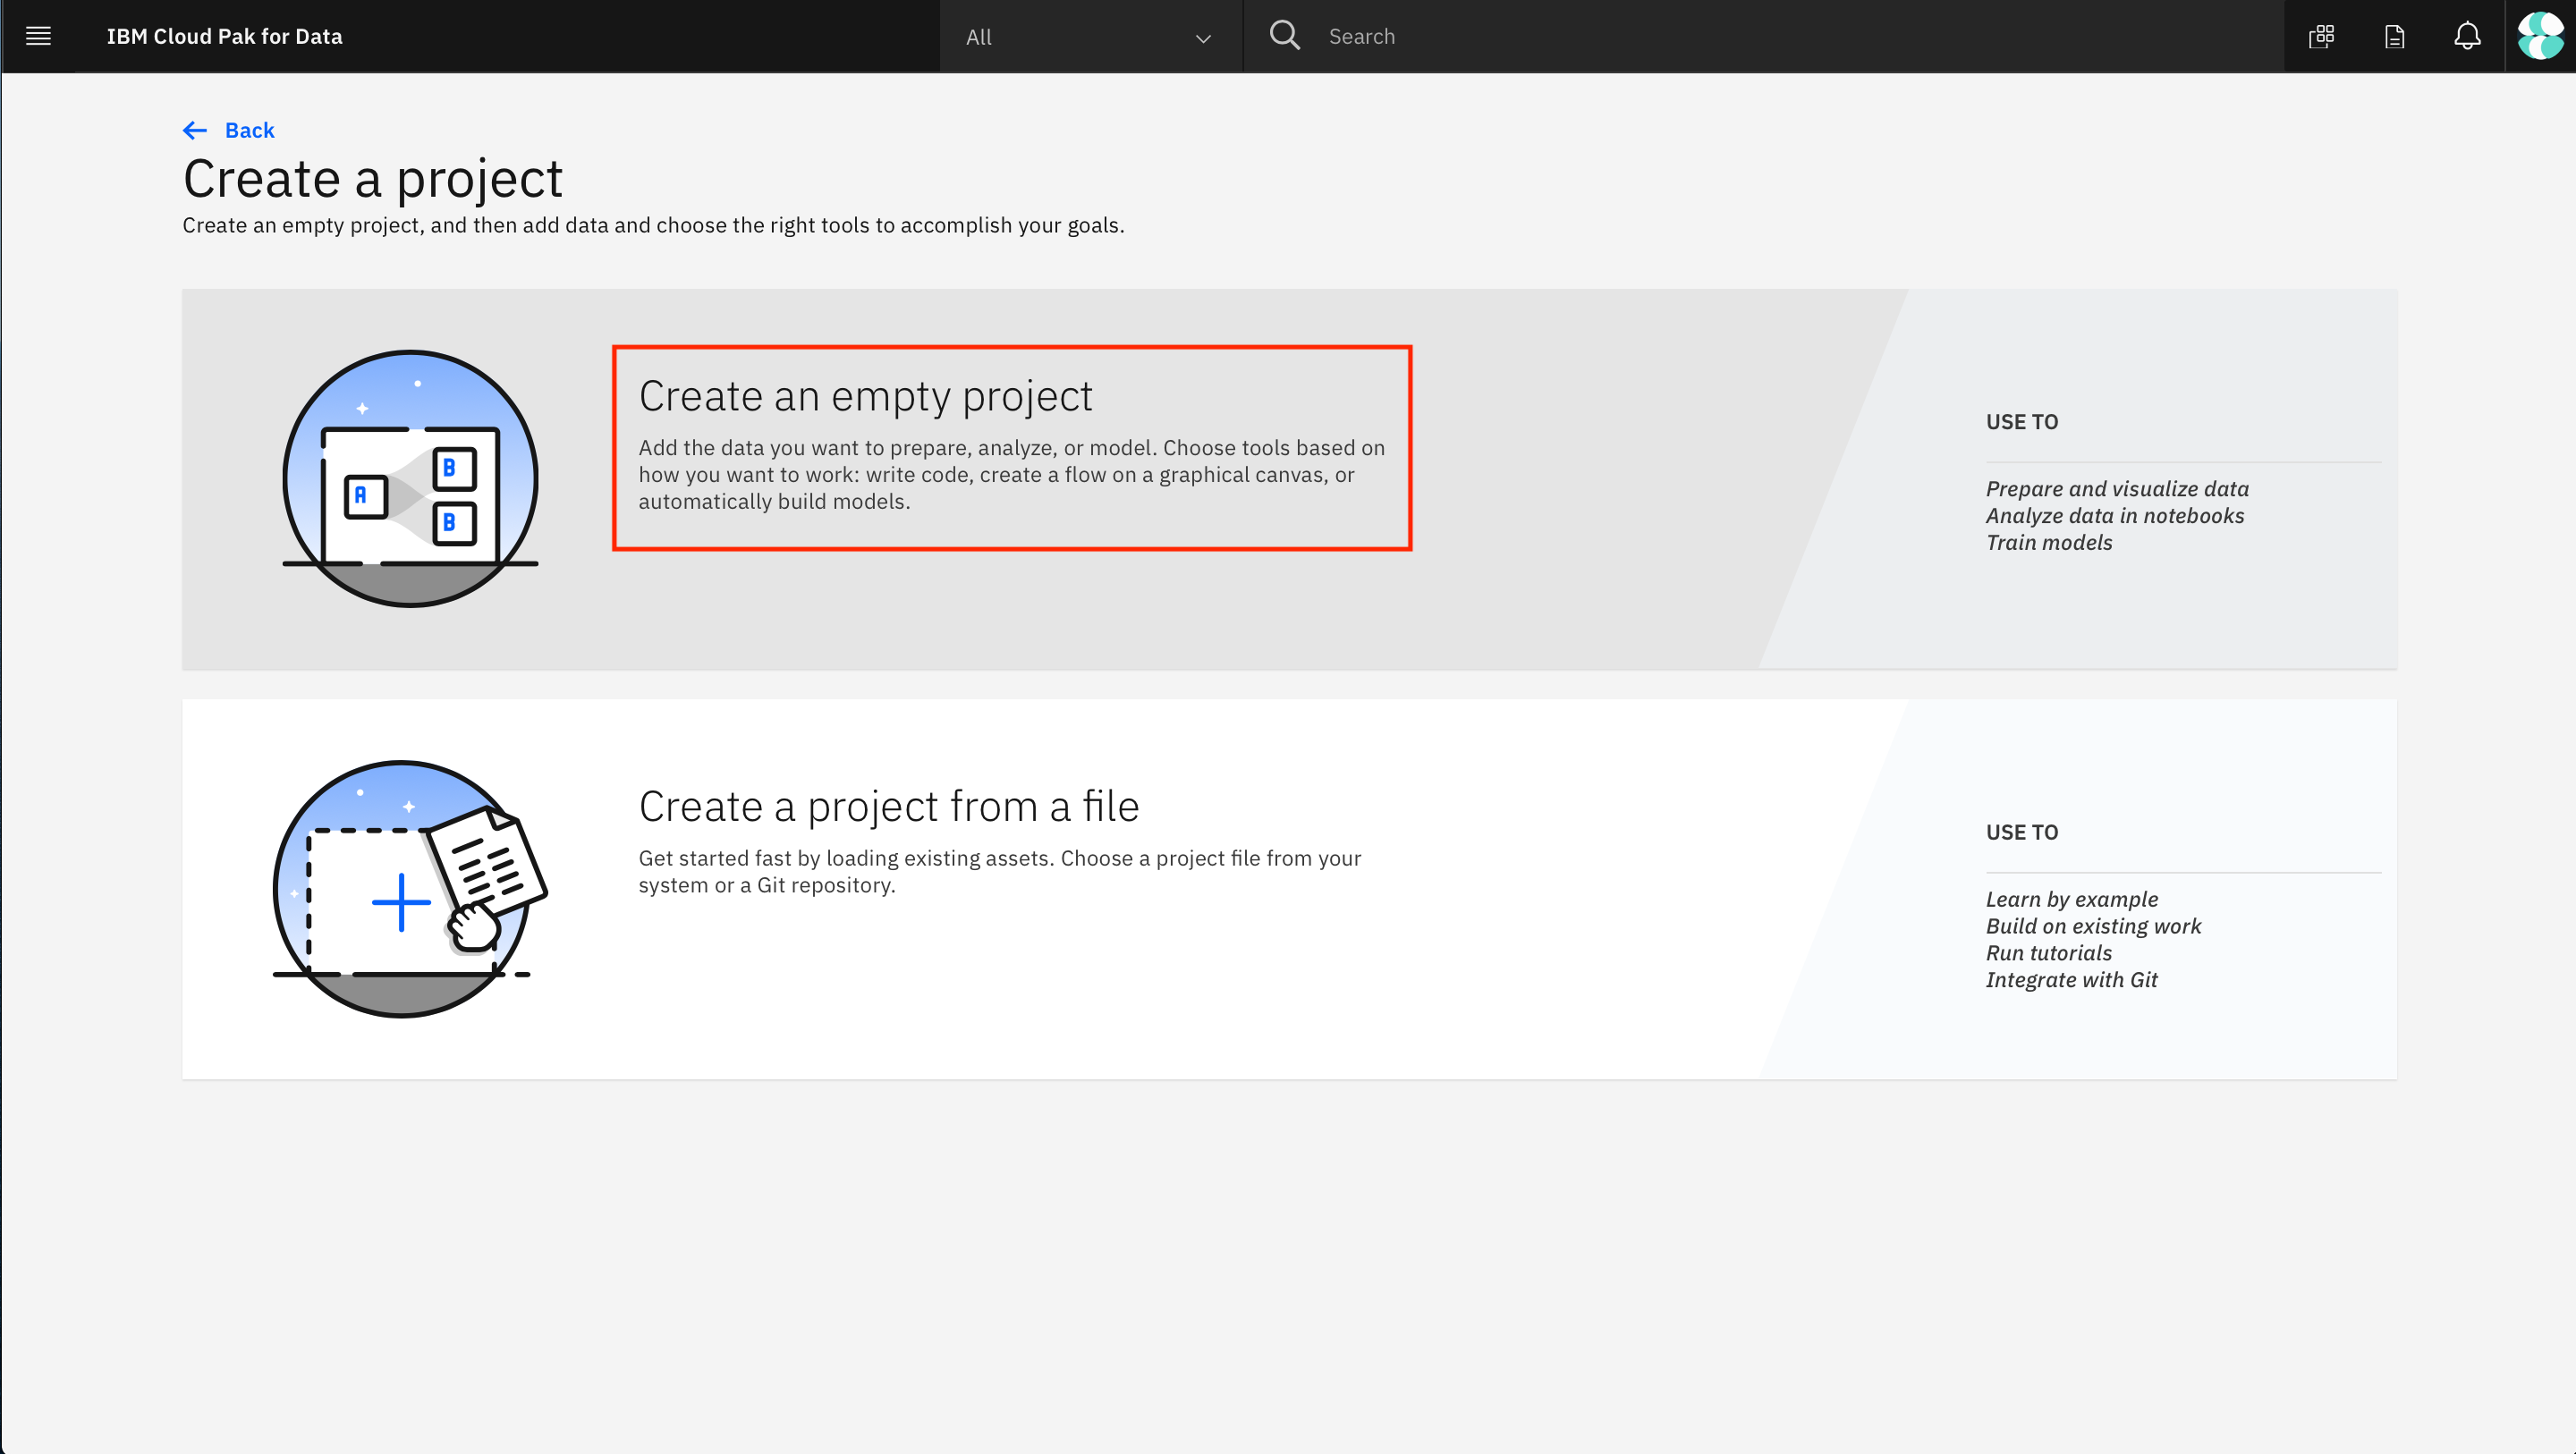 IBM Cloud Pak for Data
All
Search
Back
Create a project
Create an empty project, and then add data and choose the right tools to accomplish your goals.
A
B
B
Create an empty project
Add the data you want to prepare, analyze, or model. Choose tools based on
how you want to work: write code, create a flow on a graphical canvas, or
automatically build models.
USE TO
Prepare and visualize data
Analyze data in notebooks
Train models
Create a project from a file
Get started fast by loading existing assets. Choose a project file from your
system or a Git repository.
USE TO
Learn by example
Build on existing work
Run tutorials
Integrate with Git